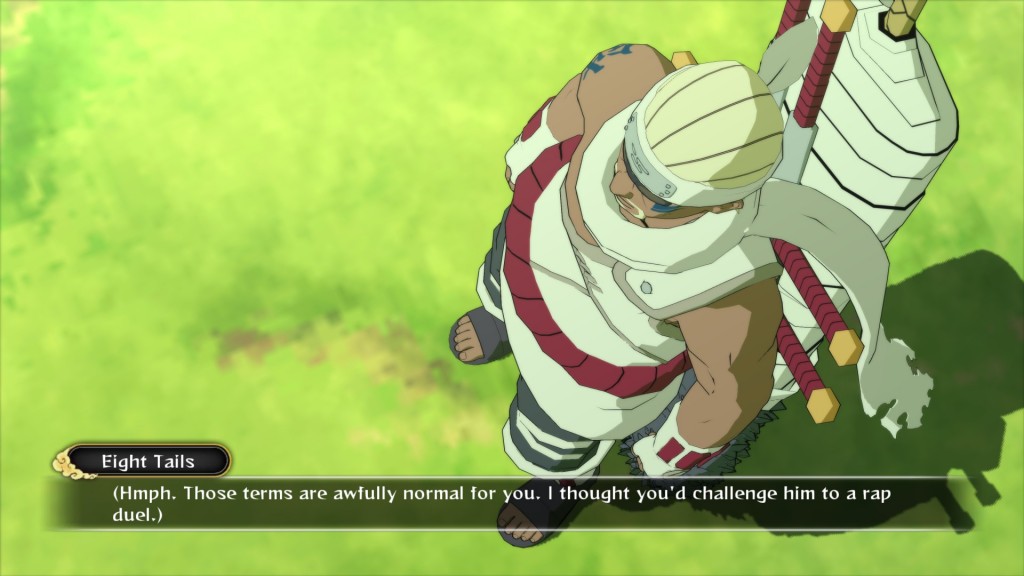 Eight Tails
(Hmph. Those terms are awfully normal for you. I thought you'd challenge him to a rap
duel.)